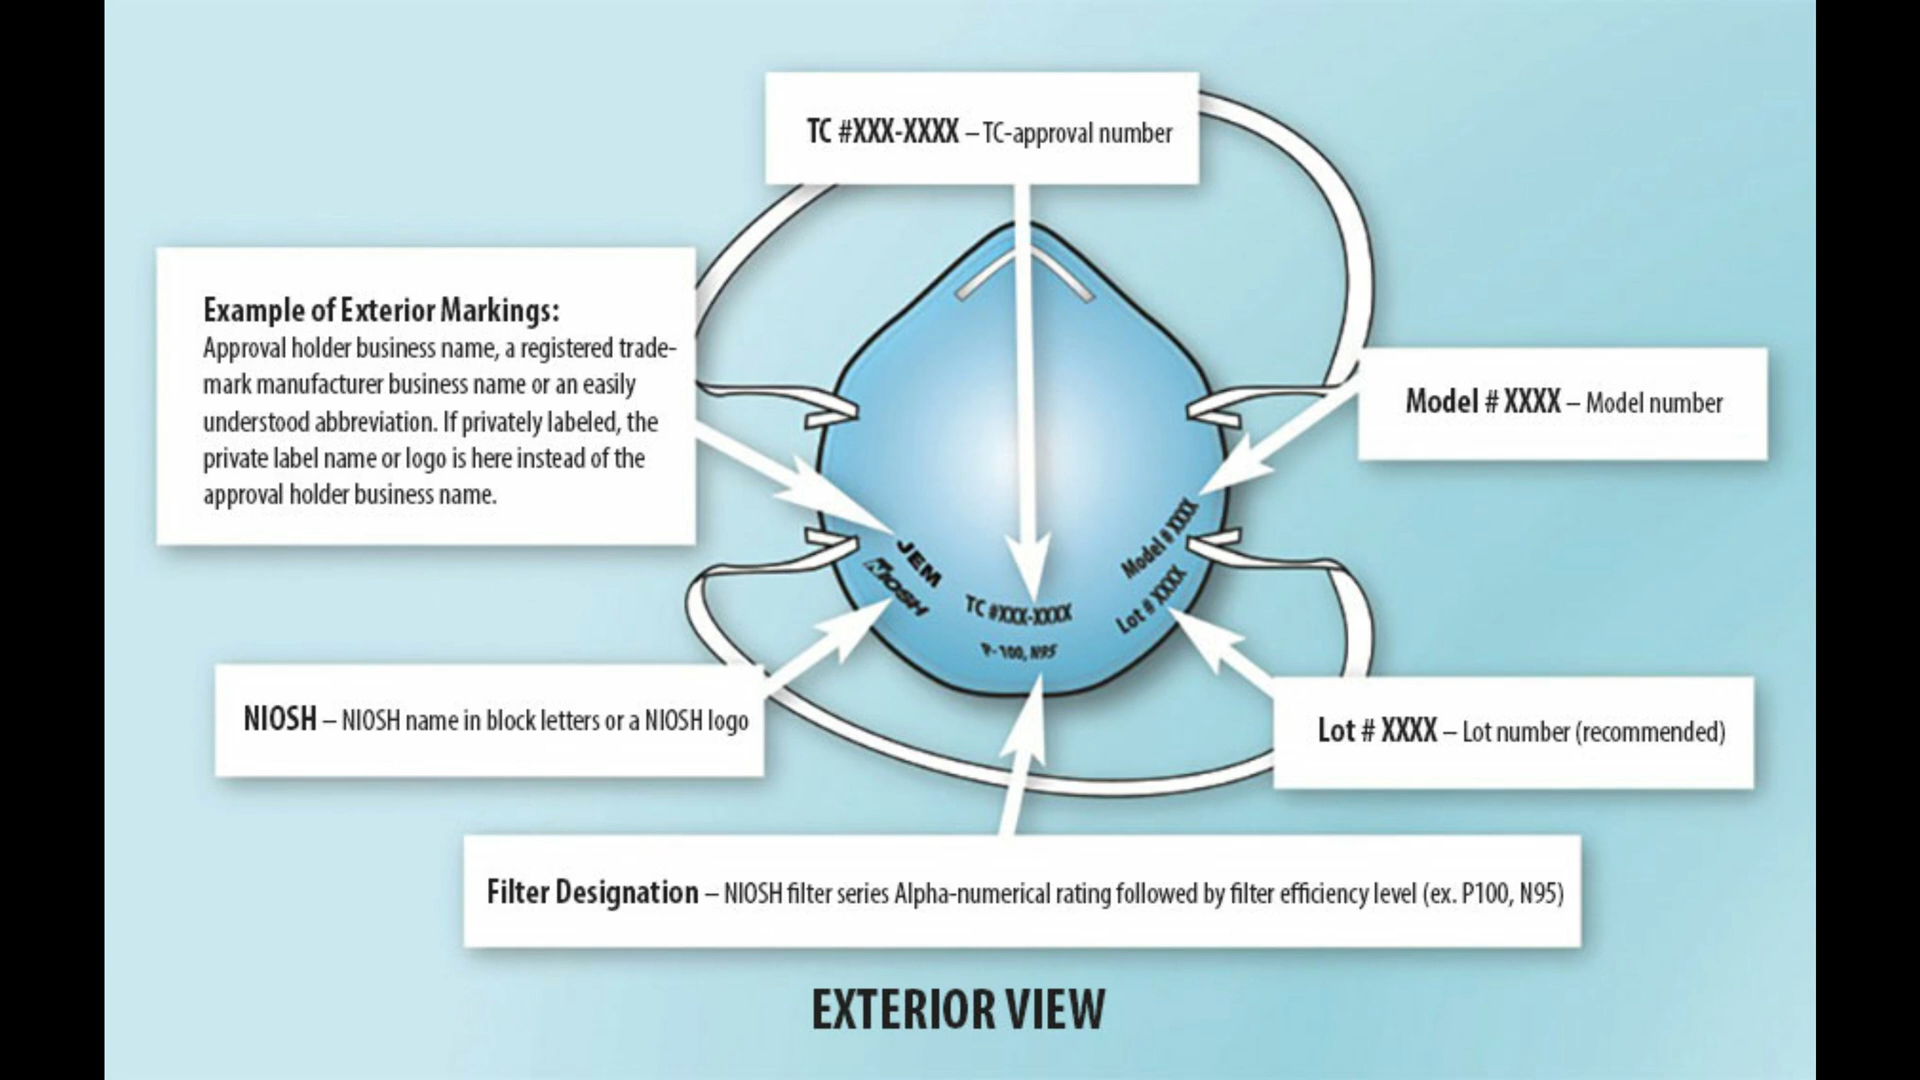 TC #XXX-XXXX – TC-approval number
Example of Exterior Markings:
Approval holder business name, a registered trade-
mark manufacturer business name or an easily
understood abbreviation. If privately labeled, the
private label name or logo is here instead of the
approval holder business name.
Model # XXXX – Model number
JEM
NIOSH
TC #XXX-XXXX
P-100, N95
Model # XXXX
Lot # XXXX
NIOSH – NIOSH name in block letters or a NIOSH logo
Lot # XXXX – Lot number (recommended)
Filter Designation – NIOSH filter series Alpha-numerical rating followed by filter efficiency level (ex. P100, N95)
EXTERIOR VIEW